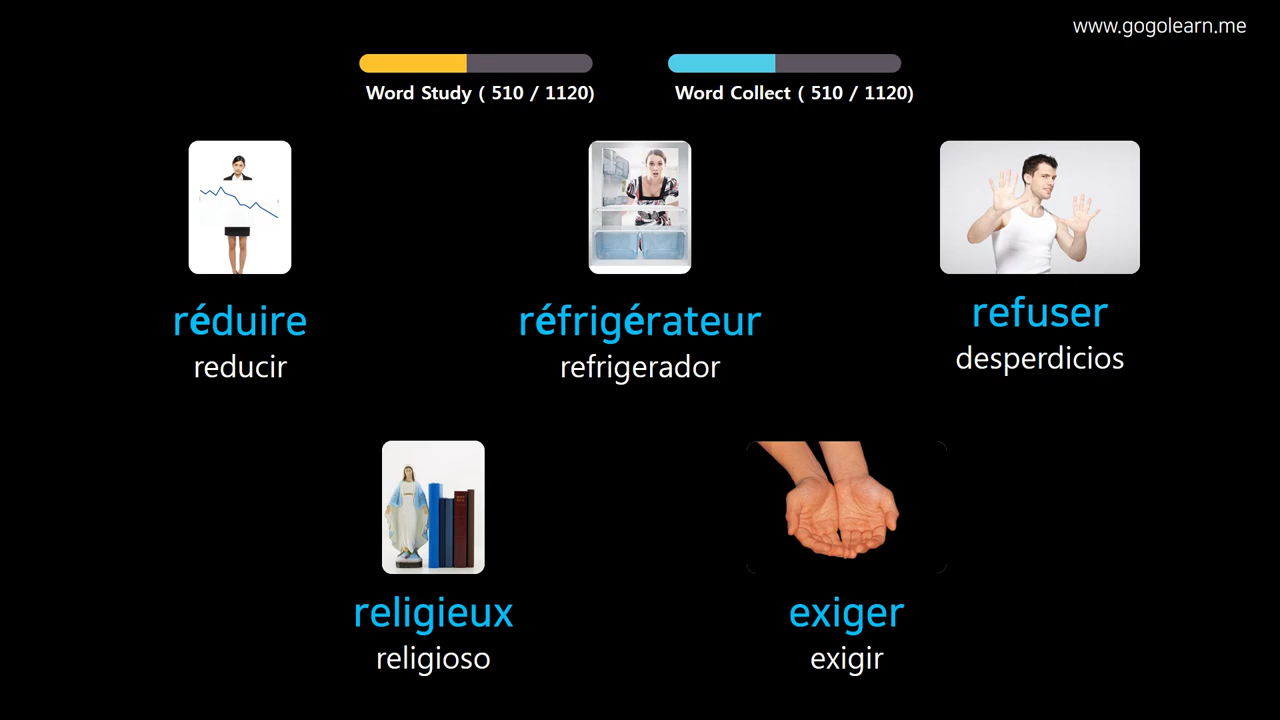 www.gogolearn.me
Word Study ( 510 / 1120)
Word Collect ( 510 / 1120)
réduire
reducir
réfrigérateur
refrigerador
refuser
desperdicios
religieux
religioso
exiger
exigir